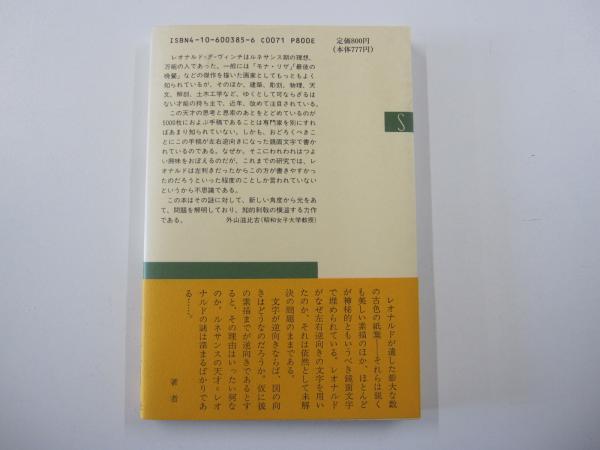 ISBN4-10-600385-6 C0071 P800E
定価800円
(本体777円)
レオナルド・ダ・ヴィンチはルネサンス期の理想、
万能の人であった。一般には「モナ・リザ」「最後の
晩餐」などの傑作を描いた画家としてもっともよく
知られているが、そのほか、建築、彫刻、物理、天
文、解剖、土木工学など、ゆくとして可ならざるは
ない才能の持ち主で、近年、改めて注目されている。
この天才の思考と思索のあとをとどめているのが
5000枚におよぶ手稿であることは専門家を別にすれ
ばあまり知られていない。しかも、おどろくべきこ
とにこの手稿が左右逆向きになった鏡面文字で書か
れているのである。なぜか。そこにわれわれはつよ
い興味をおぼえるのだが、これまでの研究では、レ
オナルドは左利きだったからこの方が書きやすかっ
たのだろうといった程度のことしか言われていない
というから不思議である。
この本はその謎に対して、新しい角度から光をあ
て、問題を解明しており、知的刺戟の横溢する力作
である。
外山滋比古(昭和女子大学教授)
S
レオナルドが遺した厖大な数
の古色の紙葉――それらは鋭く
も美しい素描のほか、ほとんど
が神秘的ともいうべき鏡面文字
で埋められている。レオナルド
がなぜ左右逆向きの文字を用い
たのか、それは依然として未解
決の問題のままである。
文字が逆向きならば、図の向
きはどうなのだろうか。仮に後
の素描までが逆向きであるとす
ると、その理由はいったい何な
のか。ルネサンスの天才=レオ
ナルドの謎は深まるばかりであ
る……。
著者